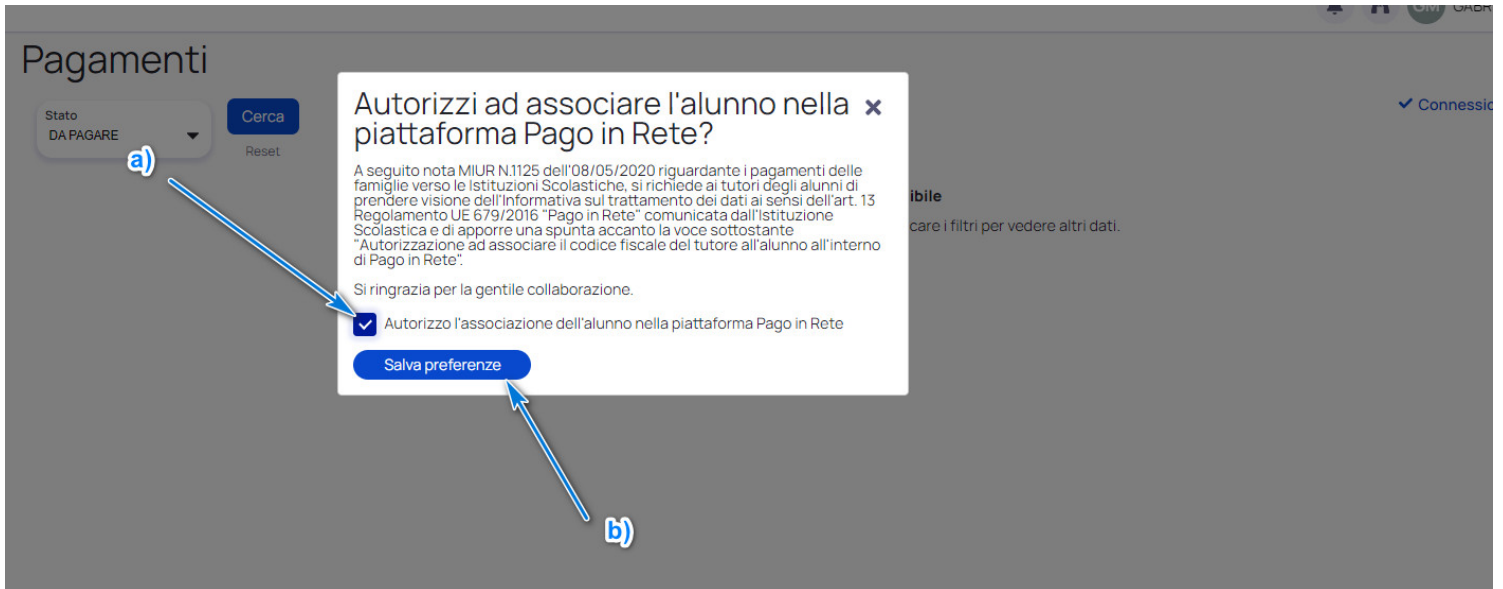 GM
Pagamenti
Stato
DA PAGARE
Cerca
Reset
a)
Autorizzi ad associare l'alunno nella
piattaforma Pago in Rete?
A seguito nota MIUR N.1125 dell'08/05/2020 riguardante i pagamenti delle
famiglie verso le Istituzioni Scolastiche, si richiede ai tutori degli alunni di
prendere visione dell'Informativa sul trattamento dei dati ai sensi dell'art. 13
Regolamento UE 679/2016 "Pago in Rete" comunicata dall'Istituzione
Scolastica e di apporre una spunta accanto la voce sottostante
"Autorizzazione ad associare il codice fiscale del tutore all'alunno all'interno
di Pago in Rete".
Si ringrazia per la gentile collaborazione.
Autorizzo l'associazione dell'alunno nella piattaforma Pago in Rete
Salva preferenze
b)
Connessio
ibile
care i filtri per vedere altri dati.